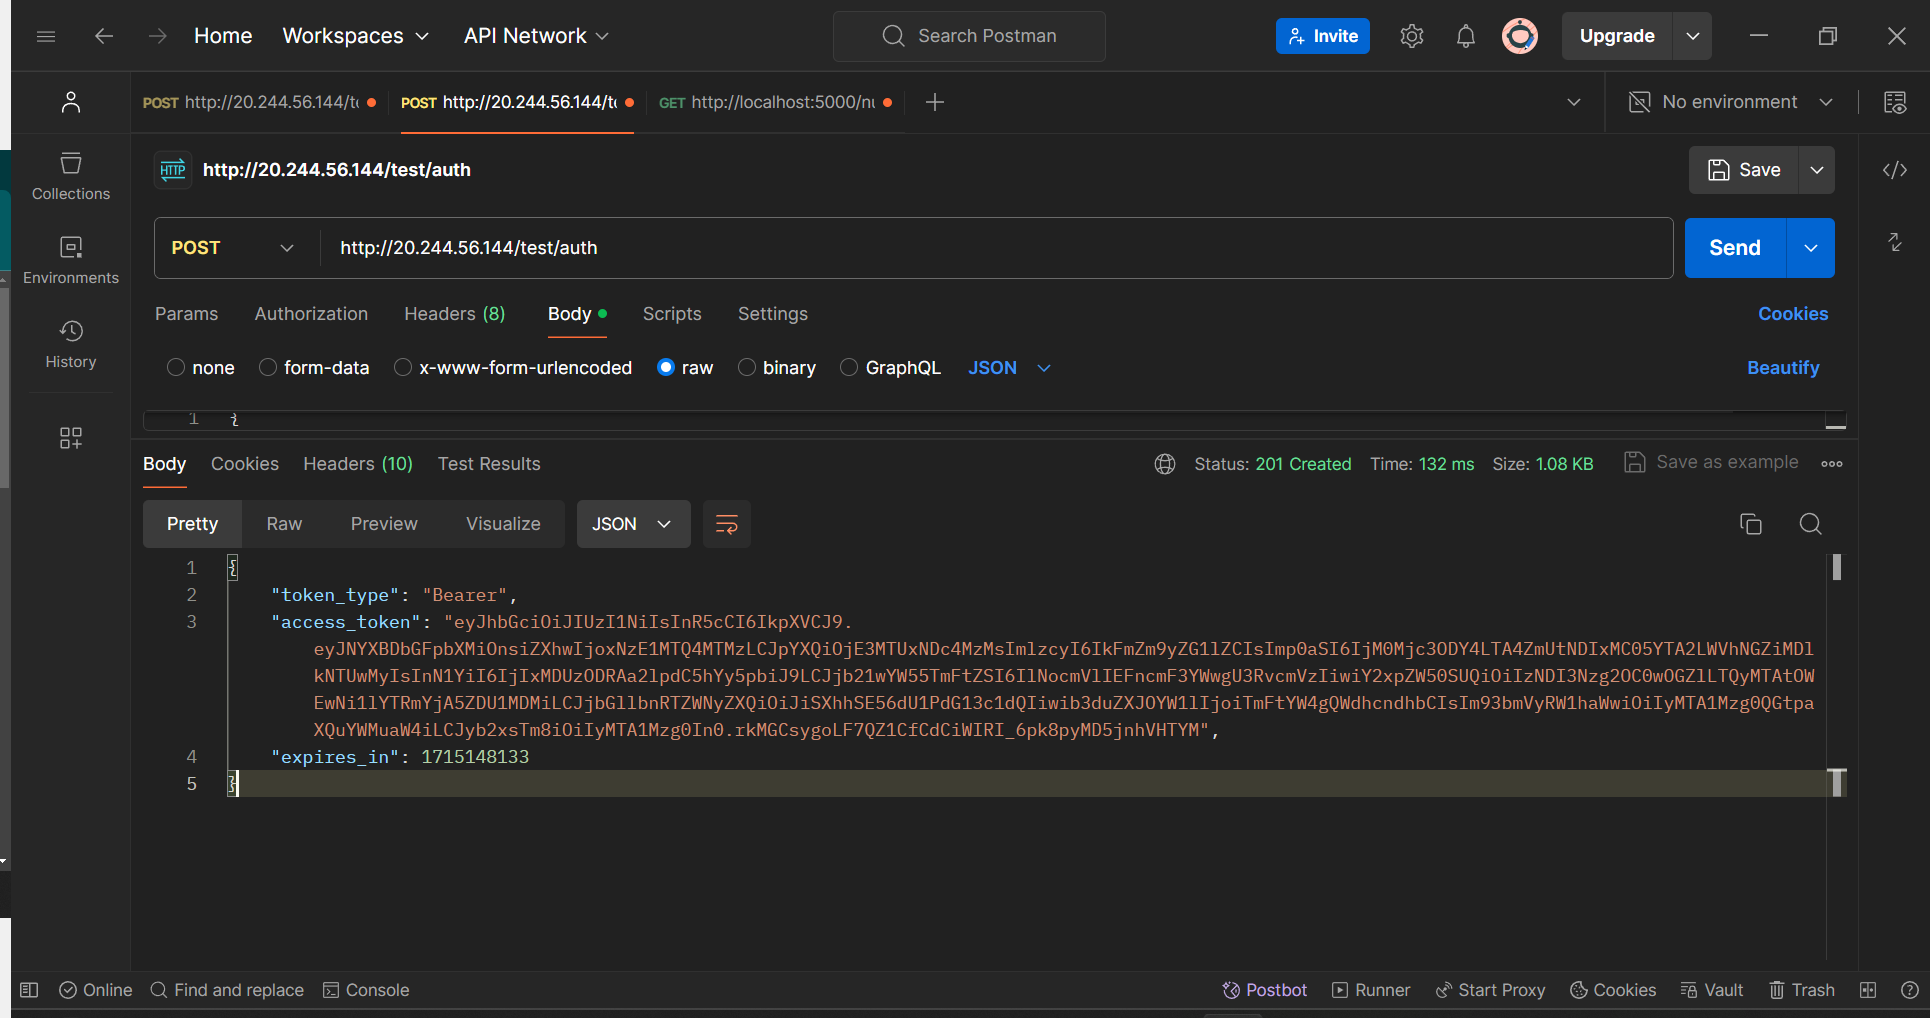 Home Workspaces API Network Search Postman Invite Upgrade
POST http://20.244.56.144/te POST http://20.244.56.144/te GET http://localhost:5000/nu No environment
HTTP http://20.244.56.144/test/auth Save
Collections
POST http://20.244.56.144/test/auth Send
Environments
Params Authorization Headers (8) Body Scripts Settings Cookies
History
none form-data x-www-form-urlencoded raw binary GraphQL JSON Beautify
1 {
Body Cookies Headers (10) Test Results Status: 201 Created Time: 132 ms Size: 1.08 KB Save as example
Pretty Raw Preview Visualize JSON
1 {
2 "token_type": "Bearer",
3 "access_token": "eyJhbGciOiJIUzI1NiIsInR5cCI6IkpXVCJ9.
eyJNYXBDbGFpbXMiOnsiZXhwIjoxNzE1MTQ4MTMzLCJpYXQiOjE3MTUxNDc4MzMsImlzcyI6IkFmZm9yZG1lZCIsImp0aSI6IjM0Mjc3ODY4LTA4ZmUtNDIxMC05YTA2LWVhNGZiMDl
kNTUwMyIsInN1YiI6IjIxMDUzODRAa2lpdC5hYy5pbiJ9LCJjb21wYW55TmFtZSI6IlNocmVlIEFncmF3YWwgU3RvcmVzIiwiY2xpZW50SUQiOiIzNDI3Nzg2OC0wOGZlLTQyMTAtOW
EwNi1lYTRmYjA5ZDU1MDMiLCJjbGllbnRTZWNyZXQiOiJiSXhhSE56dU1PdG13c1dQIiwib3duZXJOYW1lIjoiTmFtYW4gQWdhcndhbCIsIm93bmVyRW1haWwiOiIyMTA1Mzg0QGtpa
XQuYWMuaW4iLCJyb2xsTm8iOiIyMTA1Mzg0In0.rkMGCsygoLF7QZ1CfCdCiWIRI_6pk8pyMD5jnhVHTYM",
4 "expires_in": 1715148133
5 }
Online Find and replace Console Postbot Runner Start Proxy Cookies Vault Trash